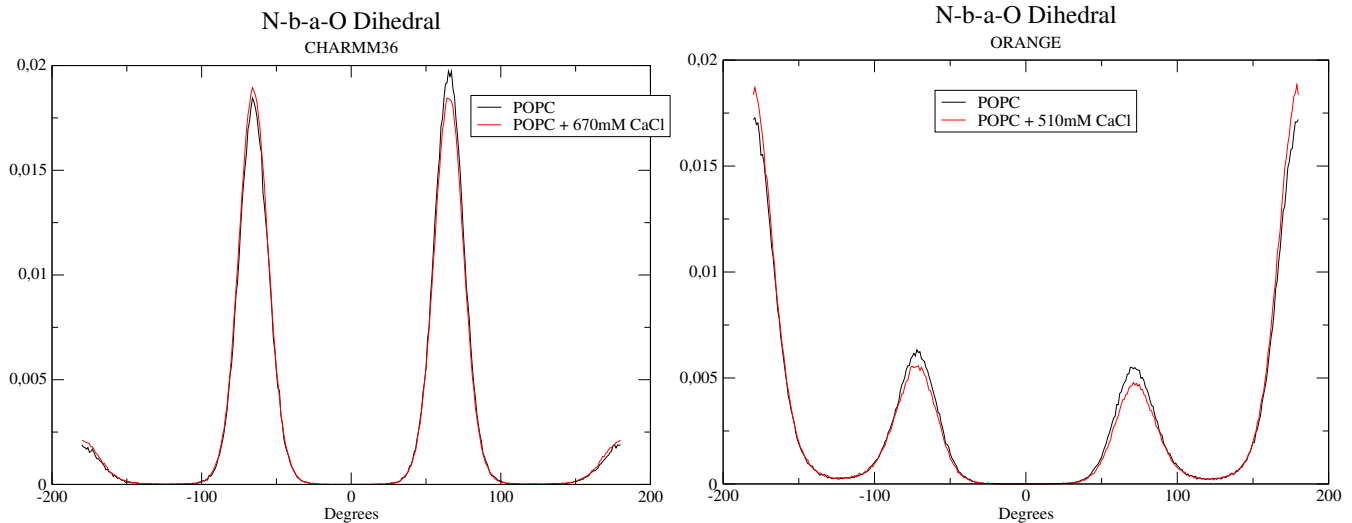 N-b-a-O Dihedral
CHARMM36
0,02
0,015
0,01
0,005
0
-200
-100
0
100
200
Degrees
POPC
POPC + 670mM CaCl
N-b-a-O Dihedral
ORANGE
0,02
0,015
0,01
0,005
0
-200
-100
0
100
200
Degrees
POPC
POPC + 510mM CaCl